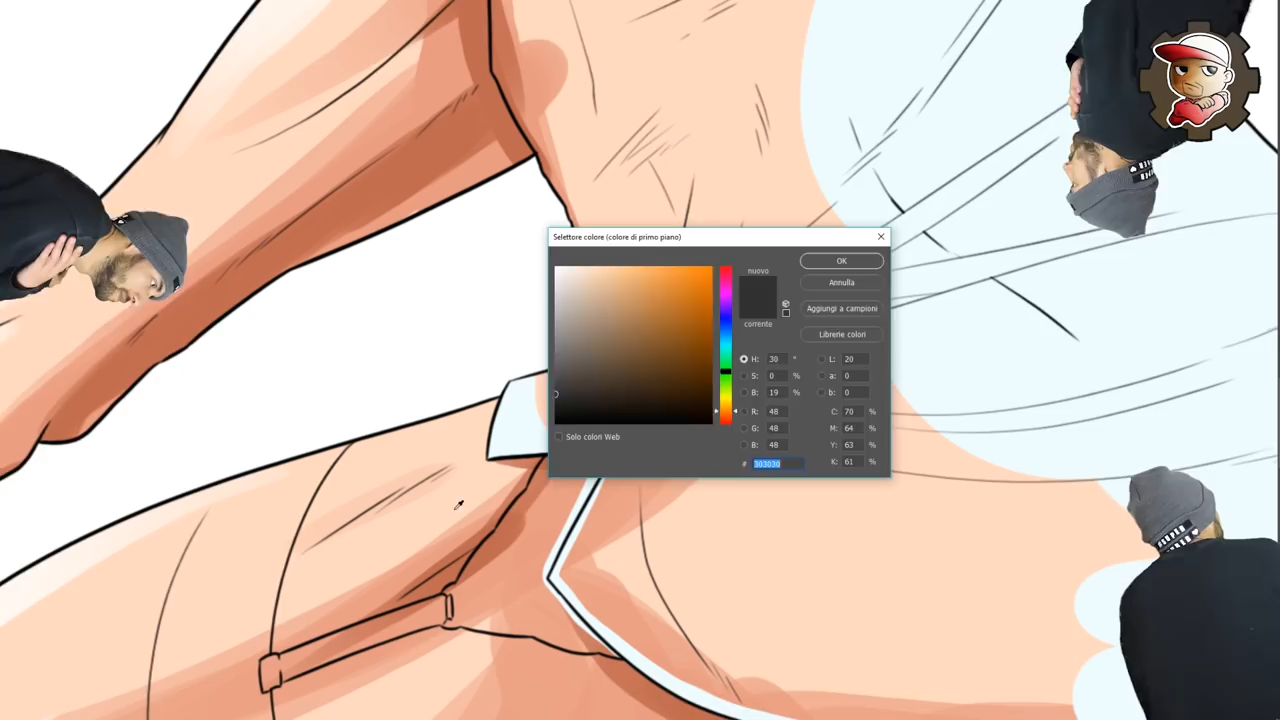 Selettore colore (colore di primo piano)
nuovo
OK
Annulla
Aggiungi a campioni
corrente
Librerie colori
H: 30 ° L: 20
S: 0 % a: 0
B: 19 % b: 0
R: 48 C: 70 %
G: 48 M: 64 %
B: 48 Y: 63 %
# 303030 K: 61 %
Solo colori Web